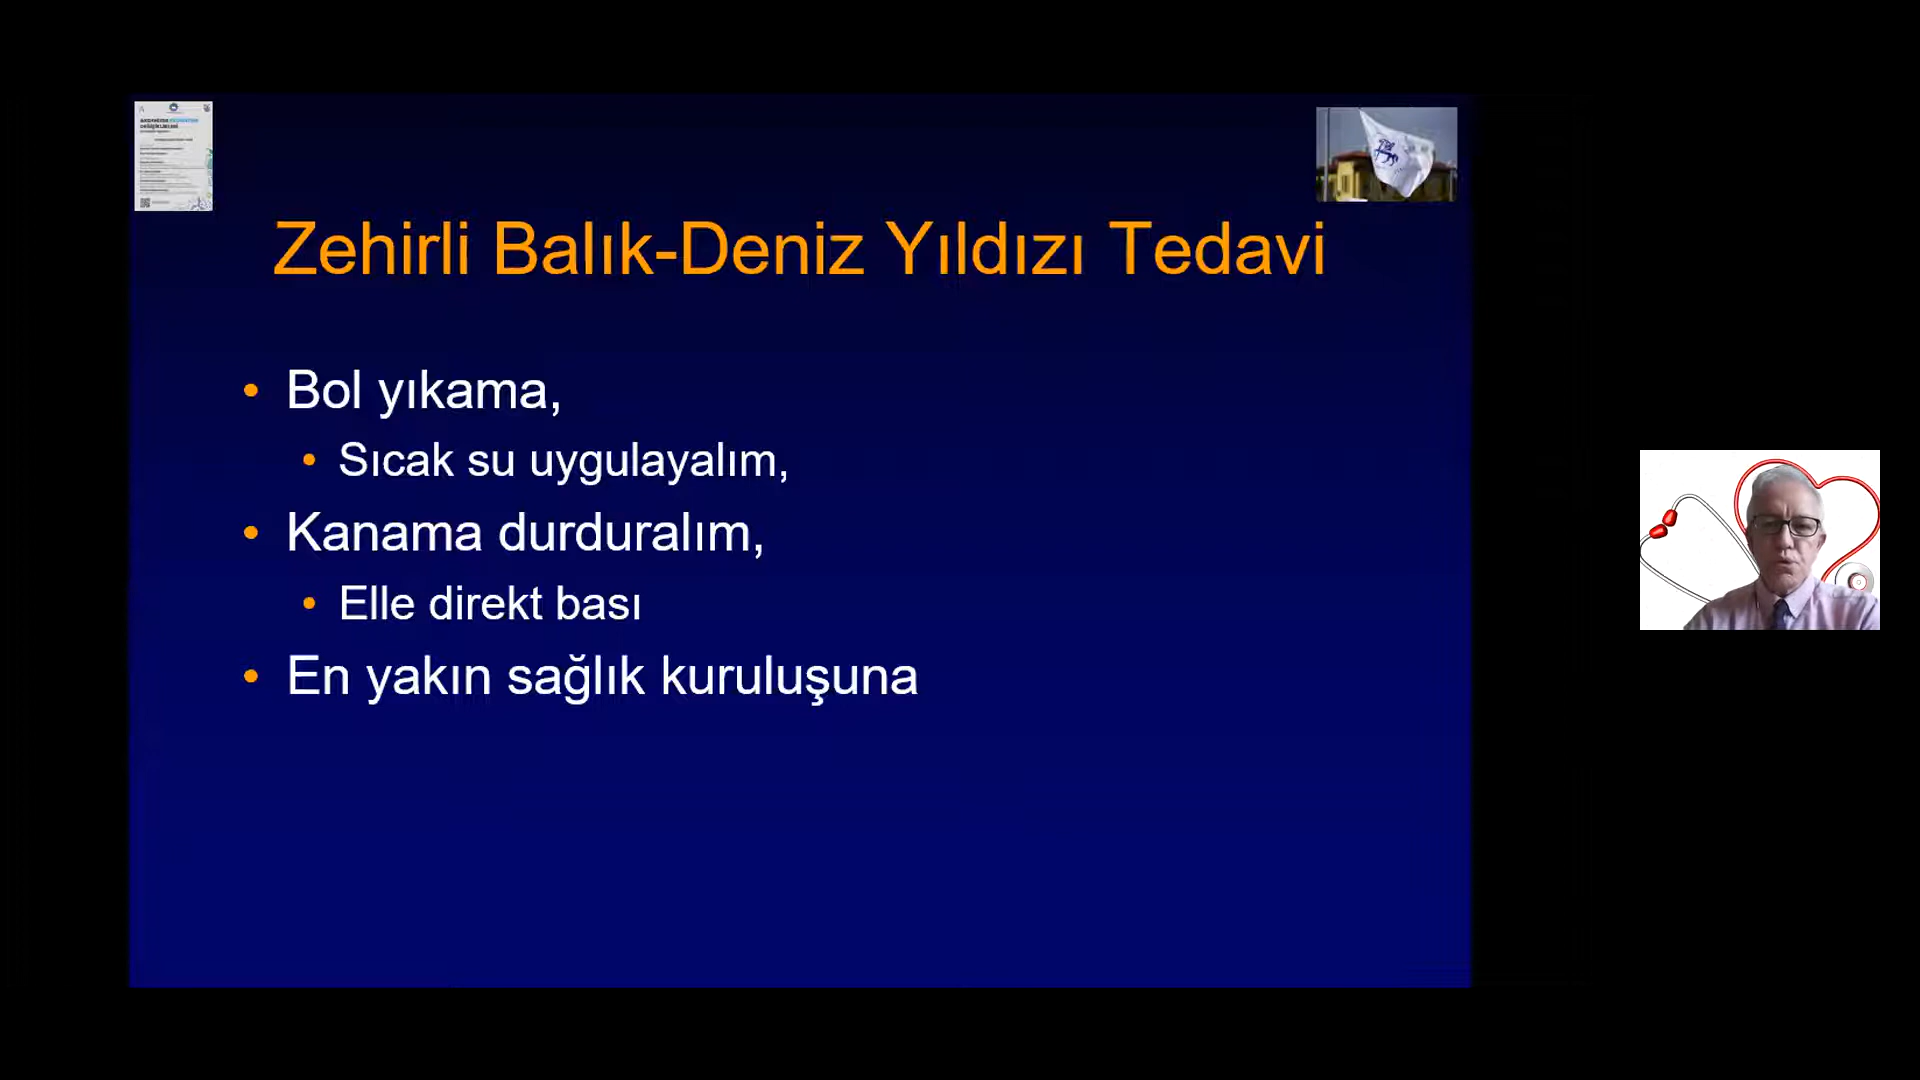 Zehirli Balık-Deniz Yıldızı Tedavi
Bol yıkama,
Sıcak su uygulayalım,
Kanama durduralım,
Elle direkt bası
En yakın sağlık kuruluşuna